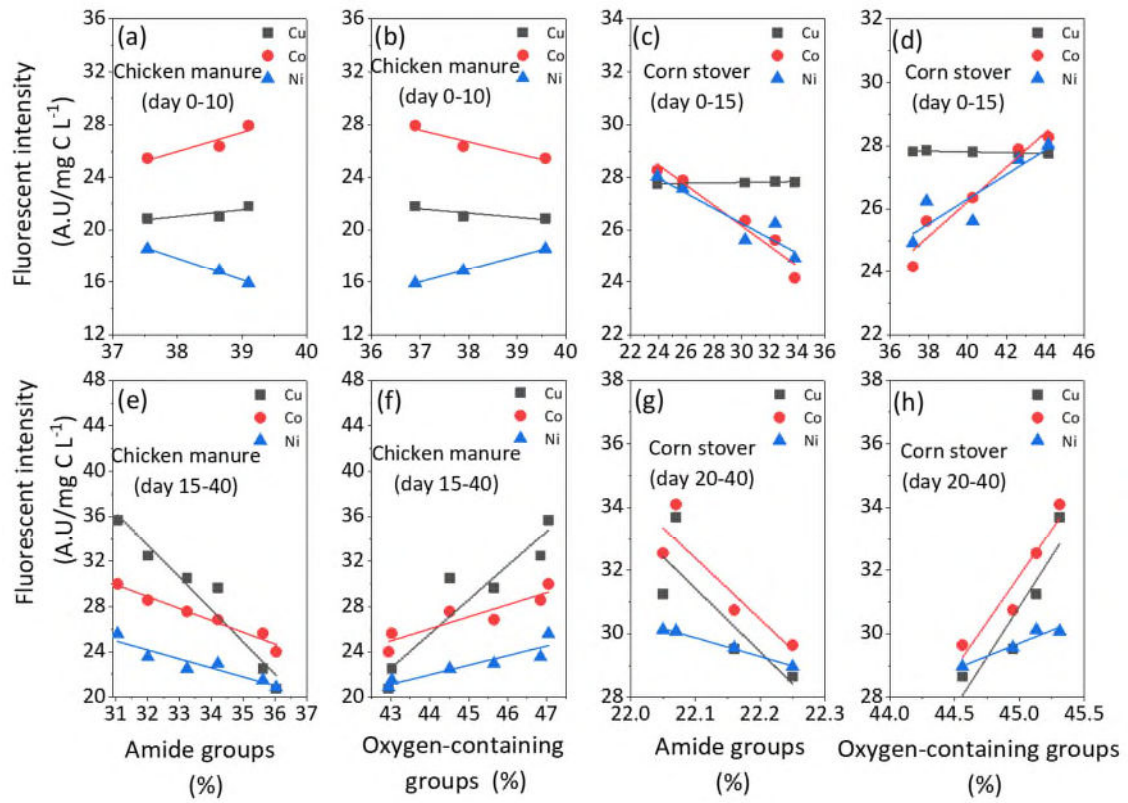 Fluorescent intensity
(A.U/mg C L⁻¹)
(a)
Cu
Co
Ni
Chicken manure
(day 0-10)
36
32
28
24
20
16
12
37 38 39 40
(b)
Cu
Co
Ni
Chicken manure
(day 0-10)
36
32
28
24
20
16
12
36 37 38 39 40
(c)
Cu
Co
Ni
Corn stover
(day 0-15)
34
32
30
28
26
24
22
22 24 26 28 30 32 34 36
(d)
Cu
Co
Ni
Corn stover
(day 0-15)
34
32
30
28
26
24
22
36 38 40 42 44 46
Fluorescent intensity
(A.U/mg C L⁻¹)
(e)
Cu
Co
Ni
Chicken manure
(day 15-40)
48
44
40
36
32
28
24
20
31 32 33 34 35 36 37
Amide groups
(%)
(f)
Cu
Co
Ni
Chicken manure
(day 15-40)
48
44
40
36
32
28
24
20
43 44 45 46 47
Oxygen-containing
groups (%)
(g)
Cu
Co
Ni
Corn stover
(day 20-40)
38
36
34
32
30
28
22.0 22.1 22.2 22.3
Amide groups
(%)
(h)
Cu
Co
Ni
Corn stover
(day 20-40)
38
36
34
32
30
28
44.0 44.5 45.0 45.5
Oxygen-containing groups
(%)